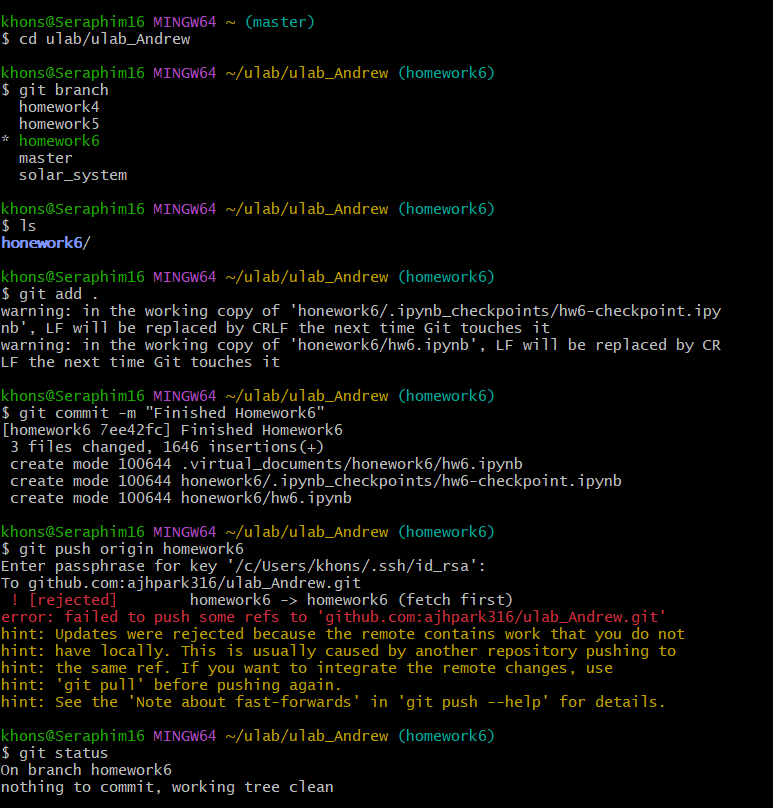 khons@Seraphim16 MINGW64 ~ (master)
$ cd ulab/ulab_Andrew
khons@Seraphim16 MINGW64 ~/ulab/ulab_Andrew (homework6)
$ git branch
  homework4
  homework5
* homework6
  master
  solar_system
khons@Seraphim16 MINGW64 ~/ulab/ulab_Andrew (homework6)
$ ls
honework6/
khons@Seraphim16 MINGW64 ~/ulab/ulab_Andrew (homework6)
$ git add .
warning: in the working copy of 'honework6/.ipynb_checkpoints/hw6-checkpoint.ipy
nb', LF will be replaced by CRLF the next time Git touches it
warning: in the working copy of 'honework6/hw6.ipynb', LF will be replaced by CR
LF the next time Git touches it
khons@Seraphim16 MINGW64 ~/ulab/ulab_Andrew (homework6)
$ git commit -m "Finished Homework6"
[homework6 7ee42fc] Finished Homework6
 3 files changed, 1646 insertions(+)
 create mode 100644 .virtual_documents/honework6/hw6.ipynb
 create mode 100644 honework6/.ipynb_checkpoints/hw6-checkpoint.ipynb
 create mode 100644 honework6/hw6.ipynb
khons@Seraphim16 MINGW64 ~/ulab/ulab_Andrew (homework6)
$ git push origin homework6
Enter passphrase for key '/c/Users/khons/.ssh/id_rsa':
To github.com:ajhpark316/ulab_Andrew.git
 ! [rejected]        homework6 -> homework6 (fetch first)
error: failed to push some refs to 'github.com:ajhpark316/ulab_Andrew.git'
hint: Updates were rejected because the remote contains work that you do not
hint: have locally. This is usually caused by another repository pushing to
hint: the same ref. If you want to integrate the remote changes, use
hint: 'git pull' before pushing again.
hint: See the 'Note about fast-forwards' in 'git push --help' for details.
khons@Seraphim16 MINGW64 ~/ulab/ulab_Andrew (homework6)
$ git status
On branch homework6
nothing to commit, working tree clean